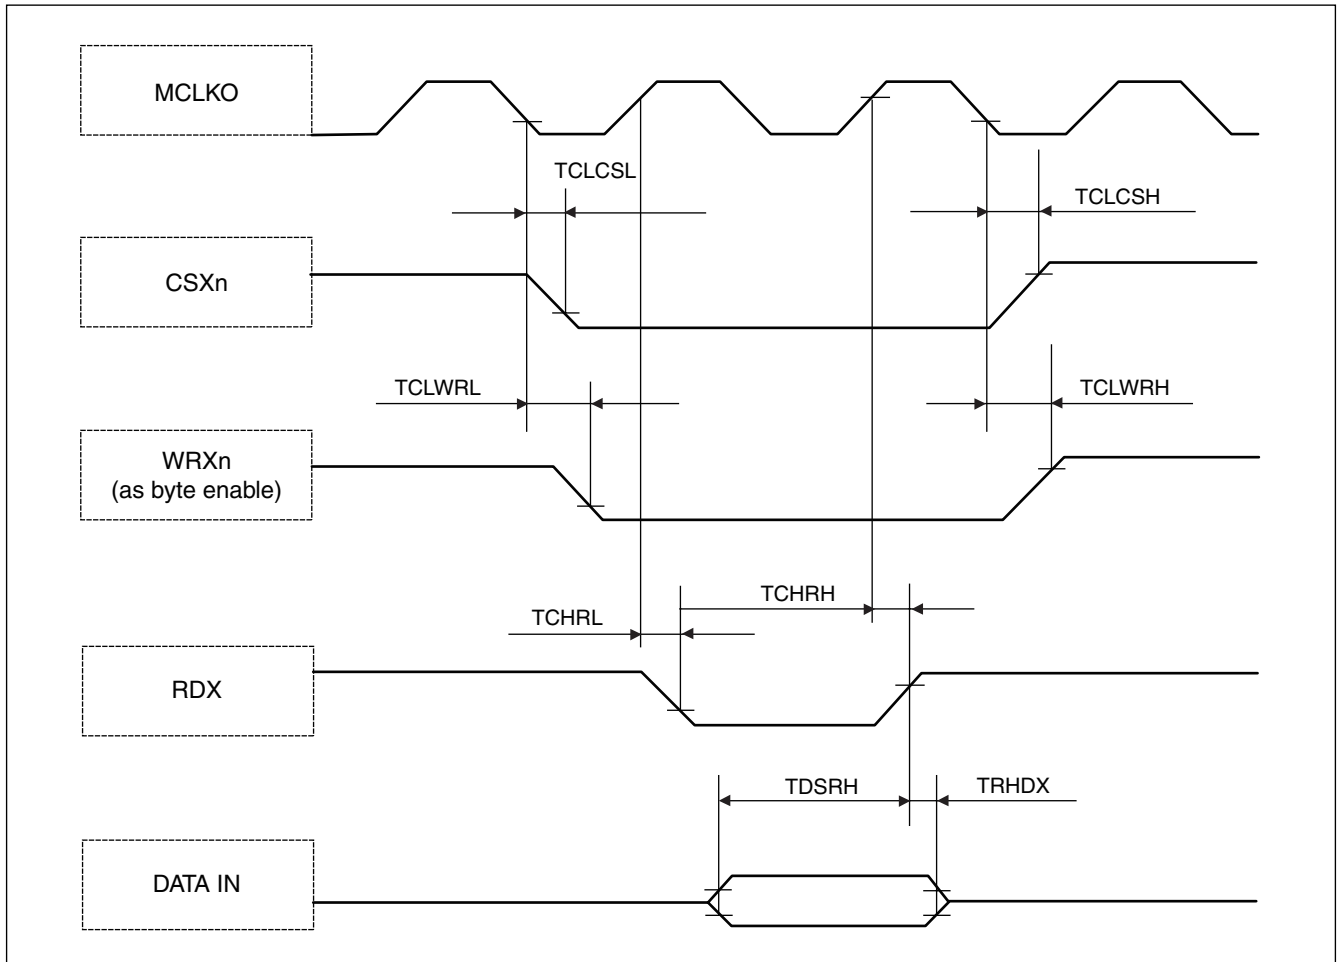 MCLKO
TCLCSL
TCLCSH
CSXn
TCLWRL
TCLWRH
WRXn
(as byte enable)
TCHRH
TCHRL
RDX
TDSRH
TRHDX
DATA IN